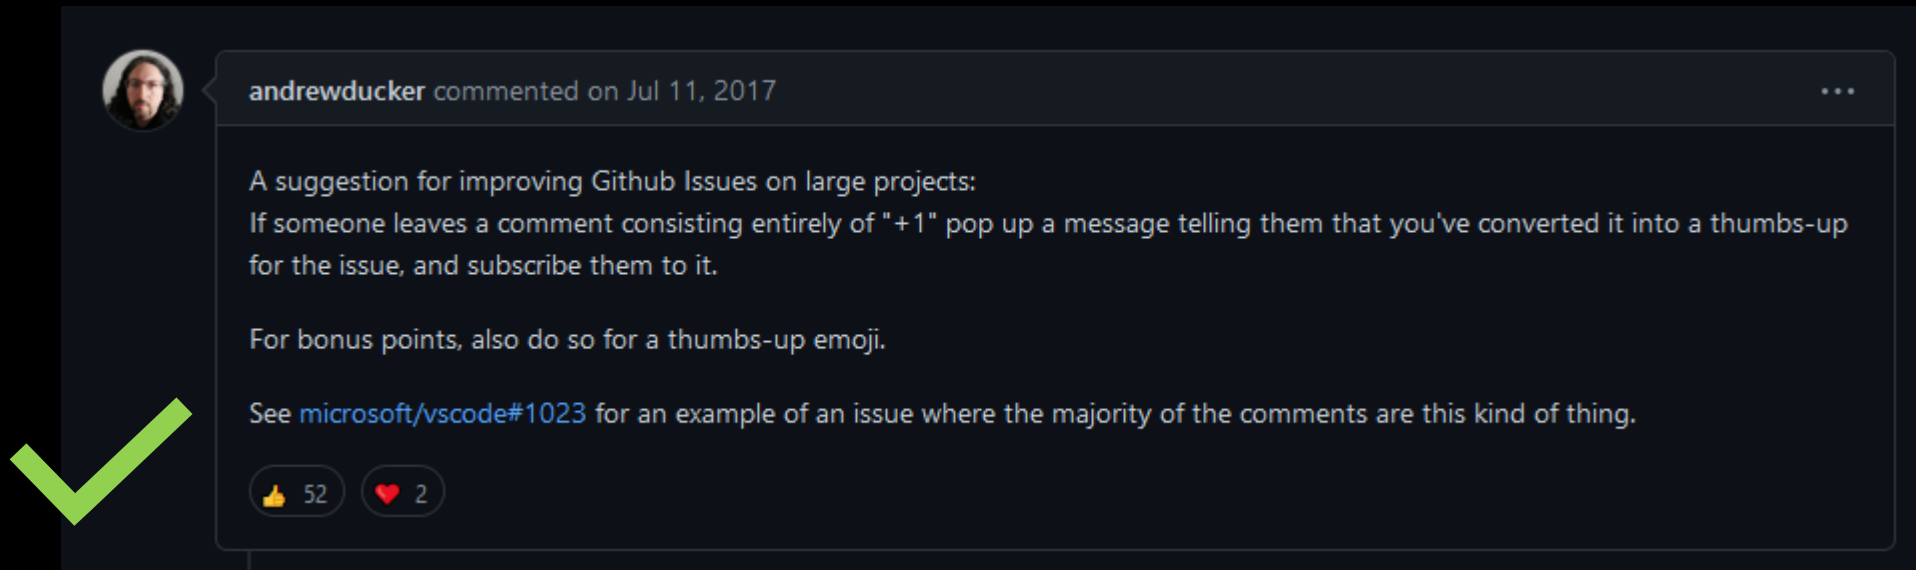 andrewducker commented on Jul 11, 2017
A suggestion for improving Github Issues on large projects:
If someone leaves a comment consisting entirely of "+1" pop up a message telling them that you've converted it into a thumbs-up
for the issue, and subscribe them to it.
For bonus points, also do so for a thumbs-up emoji.
See microsoft/vscode#1023 for an example of an issue where the majority of the comments are this kind of thing.
👍 52 ❤️ 2